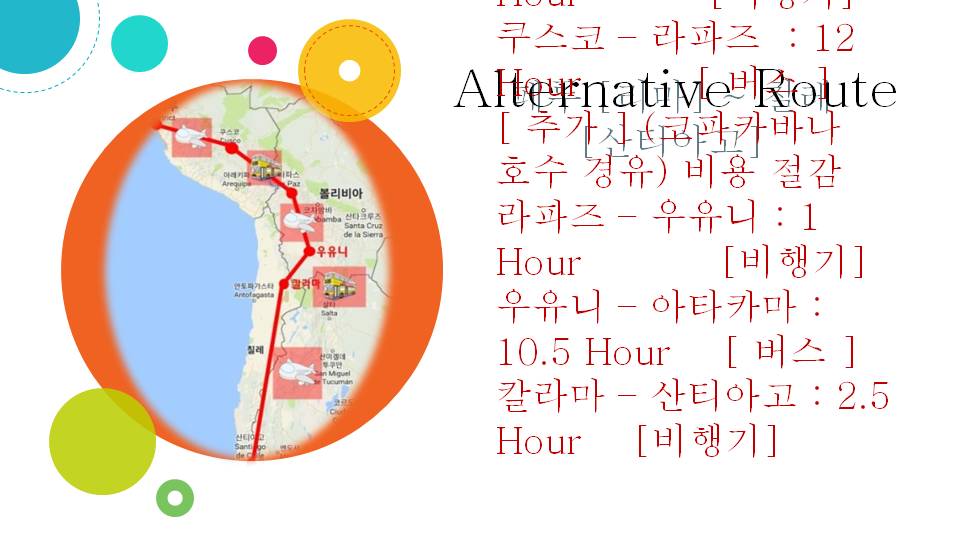 Hour [비행기]
쿠스코 – 라파즈 : 12
Hour [ 버스 ]
Alternative Route
[산티아고]
[ 추가 ] (코파카바나
호수 경유) 비용 절감
라파즈 – 우유니 : 1
Hour [비행기]
우유니 – 아타카마 :
10.5 Hour [ 버스 ]
칼라마 – 산티아고 : 2.5
Hour [비행기]
쿠스코
아레키파
Arequipa
라파스
La Paz
볼리비아
코차밤바
산타크루즈
Santa Cruz
de la Sierra
우유니
칼라마
안토파가스타
Antofagasta
살타
Salta
칠레
산미겔데
투쿠만
San Miguel
de Tucumán
산티아고
Santiago
de Chile